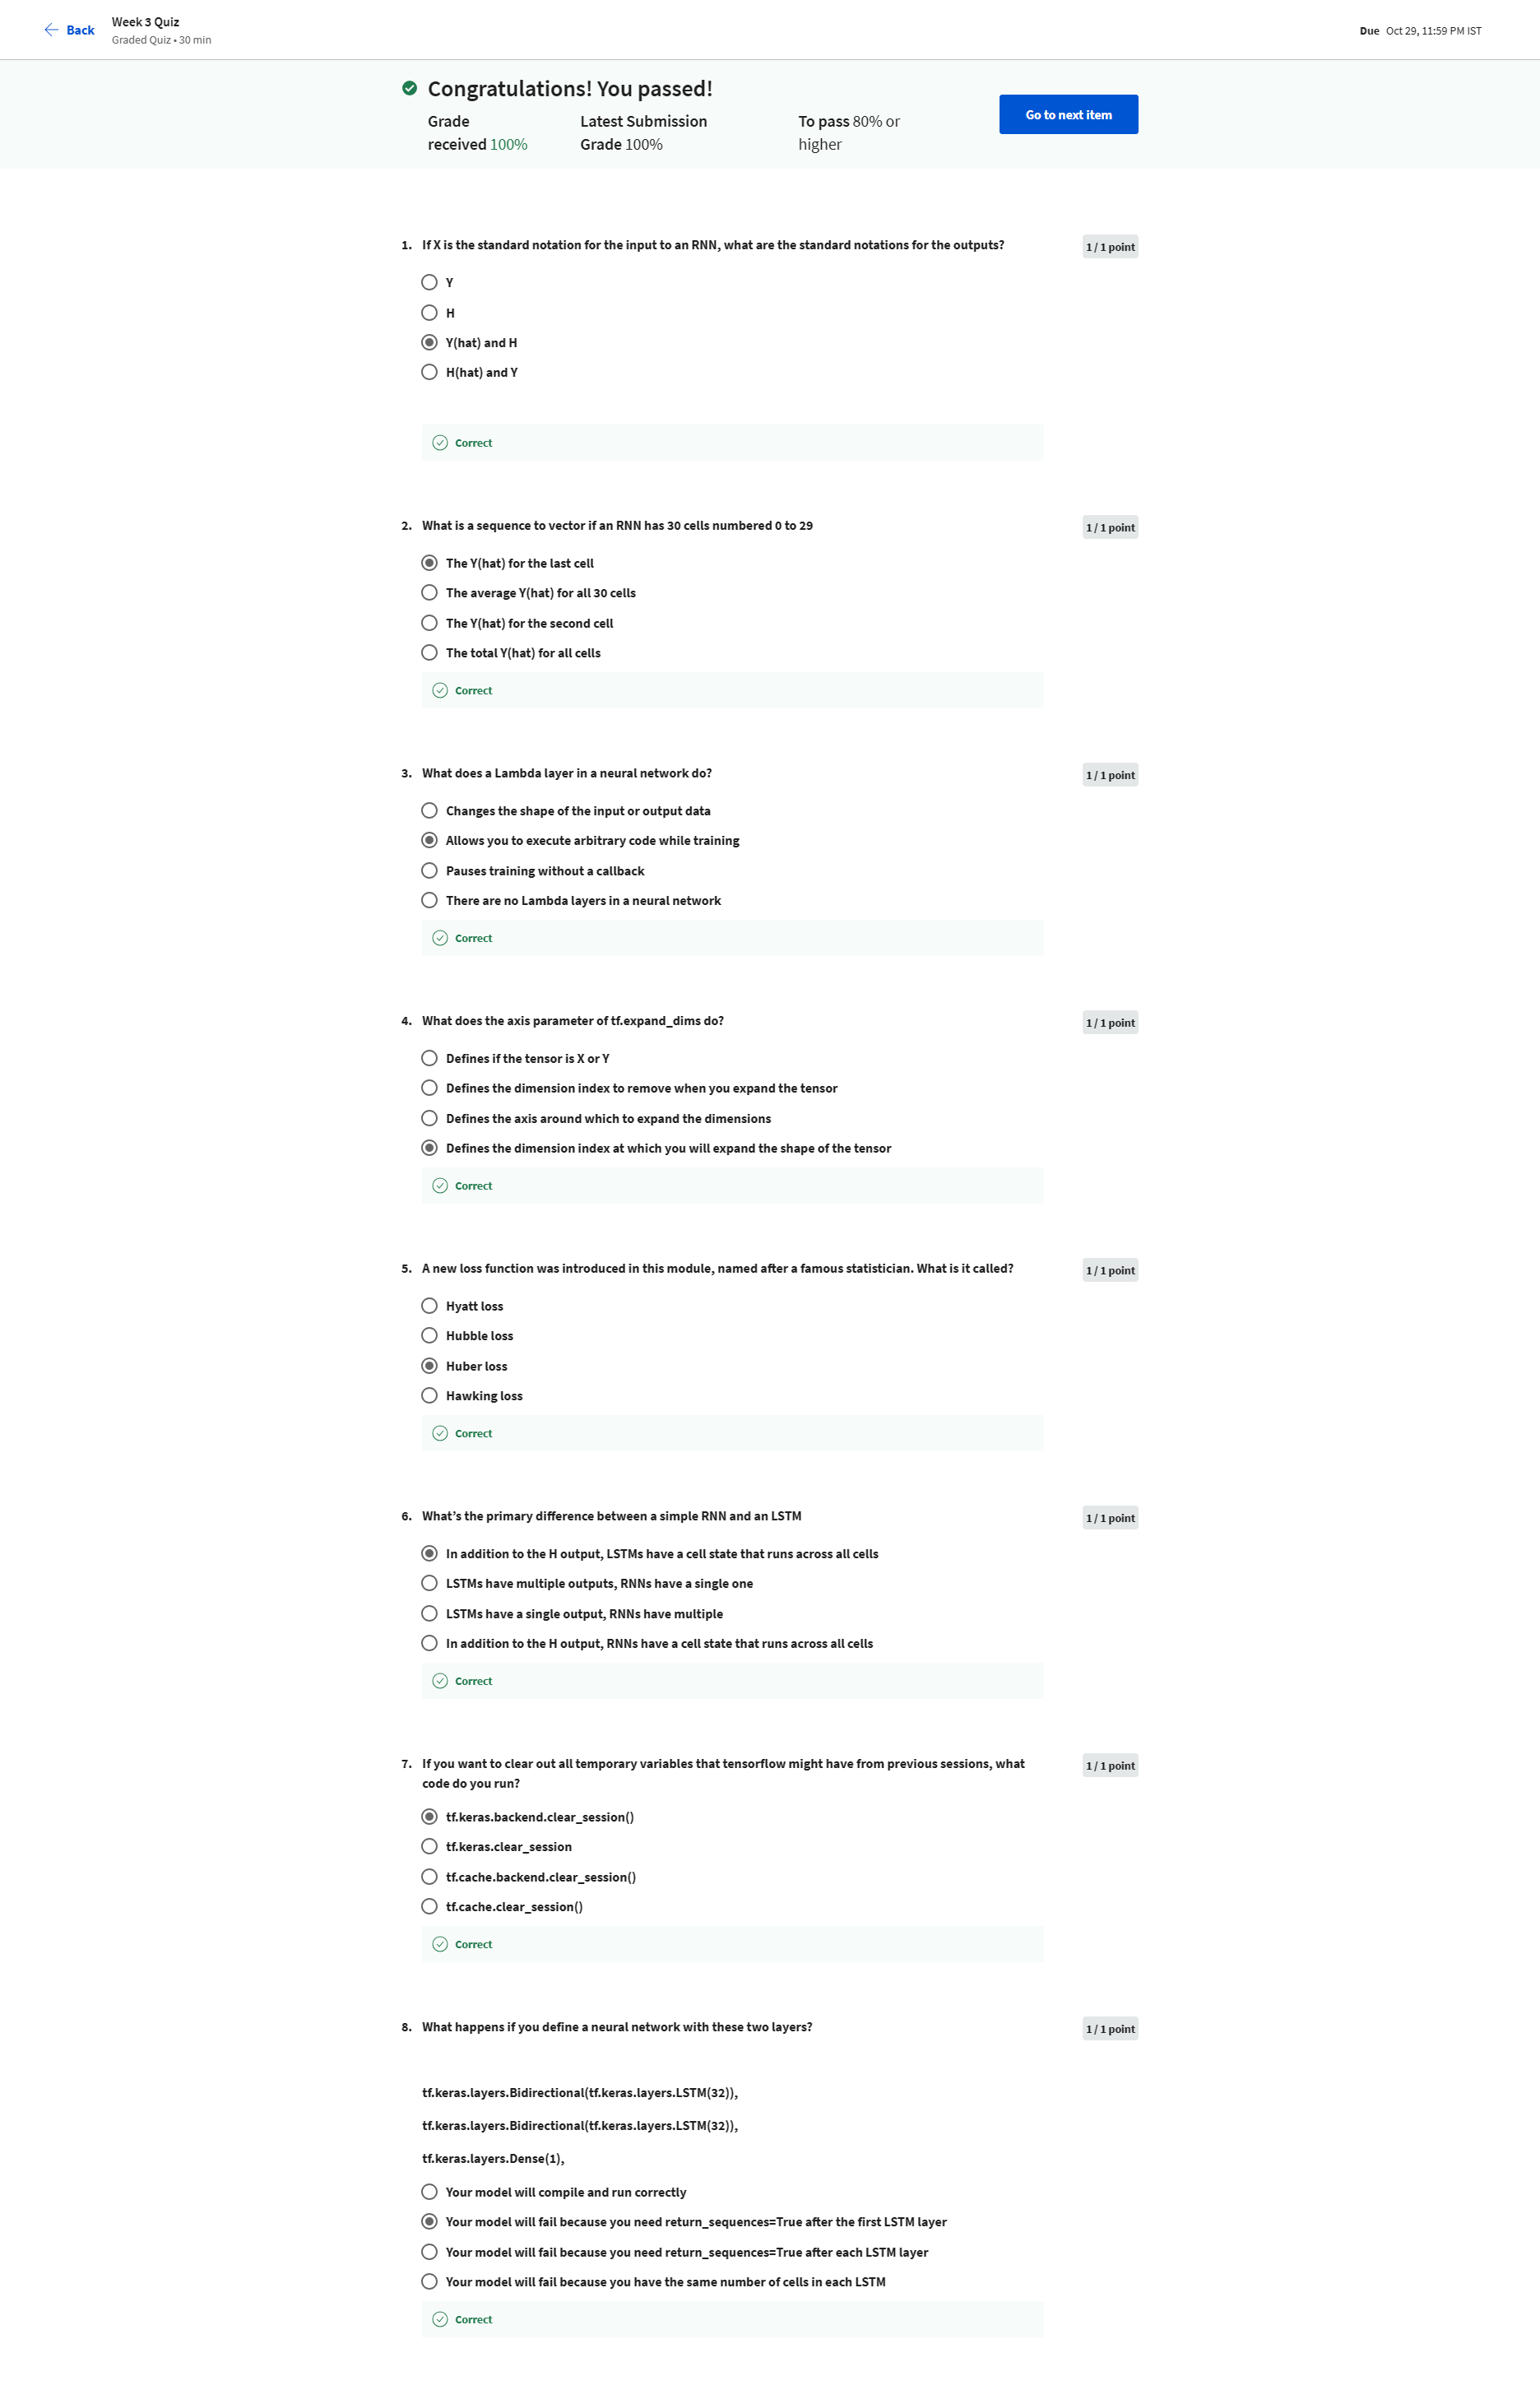 Back
Week 3 Quiz
Graded Quiz • 30 min
Due Oct 29, 11:59 PM IST
Congratulations! You passed!
Grade
received 100%
Latest Submission
Grade 100%
To pass 80% or
higher
Go to next item
1. If X is the standard notation for the input to an RNN, what are the standard notations for the outputs?
1 / 1 point
Y
H
Y(hat) and H
H(hat) and Y
Correct
2. What is a sequence to vector if an RNN has 30 cells numbered 0 to 29
1 / 1 point
The Y(hat) for the last cell
The average Y(hat) for all 30 cells
The Y(hat) for the second cell
The total Y(hat) for all cells
Correct
3. What does a Lambda layer in a neural network do?
1 / 1 point
Changes the shape of the input or output data
Allows you to execute arbitrary code while training
Pauses training without a callback
There are no Lambda layers in a neural network
Correct
4. What does the axis parameter of tf.expand_dims do?
1 / 1 point
Defines if the tensor is X or Y
Defines the dimension index to remove when you expand the tensor
Defines the axis around which to expand the dimensions
Defines the dimension index at which you will expand the shape of the tensor
Correct
5. A new loss function was introduced in this module, named after a famous statistician. What is it called?
1 / 1 point
Hyatt loss
Hubble loss
Huber loss
Hawking loss
Correct
6. What’s the primary difference between a simple RNN and an LSTM
1 / 1 point
In addition to the H output, LSTMs have a cell state that runs across all cells
LSTMs have multiple outputs, RNNs have a single one
LSTMs have a single output, RNNs have multiple
In addition to the H output, RNNs have a cell state that runs across all cells
Correct
7. If you want to clear out all temporary variables that tensorflow might have from previous sessions, what
code do you run?
1 / 1 point
tf.keras.backend.clear_session()
tf.keras.clear_session
tf.cache.backend.clear_session()
tf.cache.clear_session()
Correct
8. What happens if you define a neural network with these two layers?
1 / 1 point
tf.keras.layers.Bidirectional(tf.keras.layers.LSTM(32)),
tf.keras.layers.Bidirectional(tf.keras.layers.LSTM(32)),
tf.keras.layers.Dense(1),
Your model will compile and run correctly
Your model will fail because you need return_sequences=True after the first LSTM layer
Your model will fail because you need return_sequences=True after each LSTM layer
Your model will fail because you have the same number of cells in each LSTM
Correct